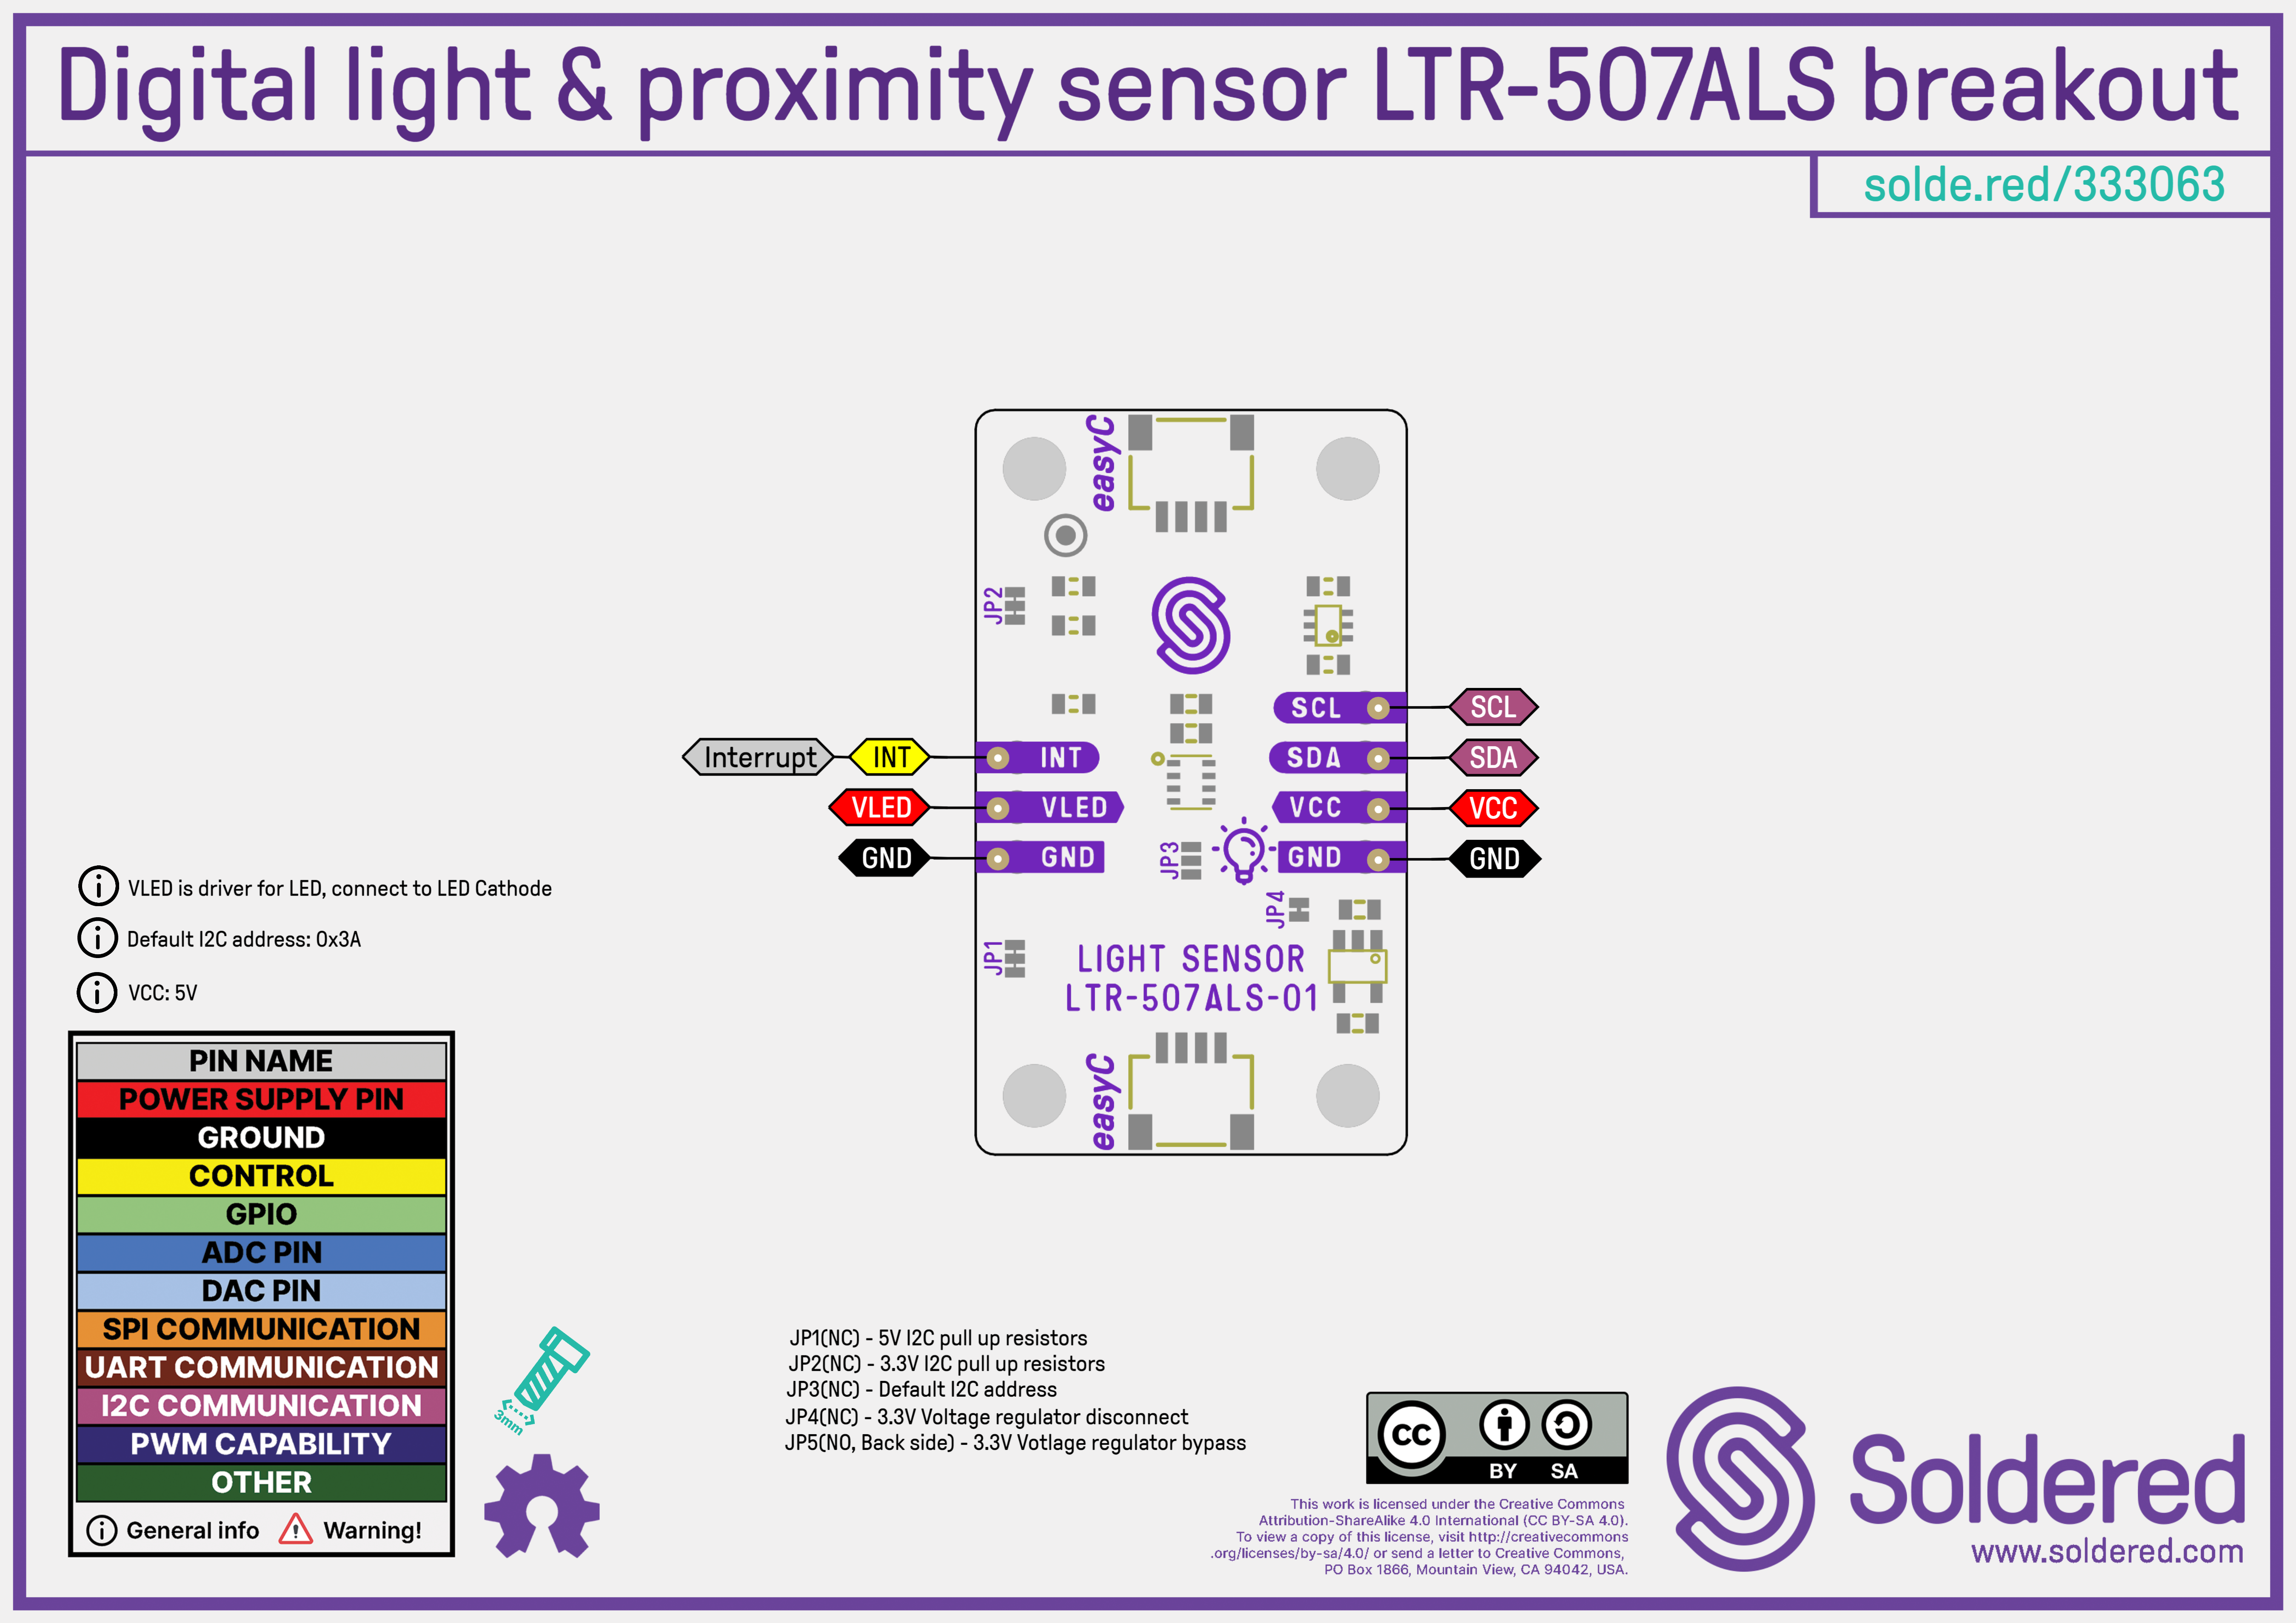 Digital light & proximity sensor LTR-507ALS breakout
solde.red/333063
easyC
JP2
SCL SCL
Interrupt INT INT SDA SDA
VLED VLED VCC VCC
GND GND JP3 GND GND
JP4
JP1
LIGHT SENSOR
LTR-507ALS-01
easyC
VLED is driver for LED, connect to LED Cathode
Default I2C address: 0x3A
VCC: 5V
PIN NAME
POWER SUPPLY PIN
GROUND
CONTROL
GPIO
ADC PIN
DAC PIN
SPI COMMUNICATION
UART COMMUNICATION
I2C COMMUNICATION
PWM CAPABILITY
OTHER
General info Warning!
3mm
JP1(NC) - 5V I2C pull up resistors
JP2(NC) - 3.3V I2C pull up resistors
JP3(NC) - Default I2C address
JP4(NC) - 3.3V Voltage regulator disconnect
JP5(NO, Back side) - 3.3V Votlage regulator bypass
CC
BY SA
This work is licensed under the Creative Commons
Attribution-ShareAlike 4.0 International (CC BY-SA 4.0).
To view a copy of this license, visit http://creativecommons
.org/licenses/by-sa/4.0/ or send a letter to Creative Commons,
PO Box 1866, Mountain View, CA 94042, USA.
Soldered
www.soldered.com